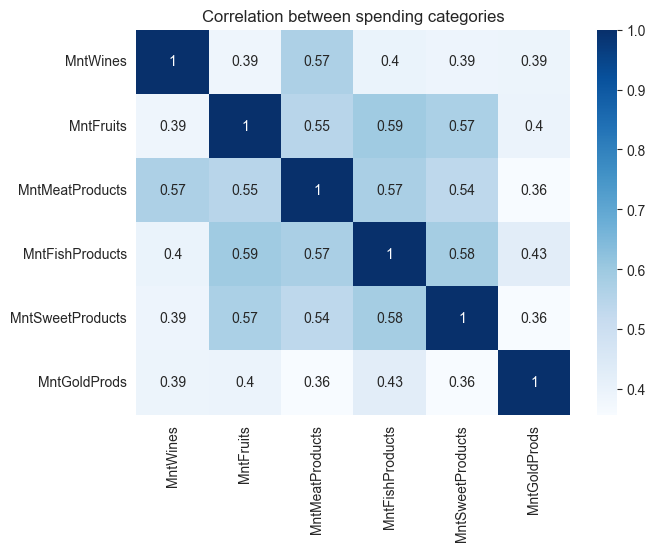 Correlation between spending categories
MntWines 1 0.39 0.57 0.4 0.39 0.39
MntFruits 0.39 1 0.55 0.59 0.57 0.4
MntMeatProducts 0.57 0.55 1 0.57 0.54 0.36
MntFishProducts 0.4 0.59 0.57 1 0.58 0.43
MntSweetProducts 0.39 0.57 0.54 0.58 1 0.36
MntGoldProds 0.39 0.4 0.36 0.43 0.36 1
MntWines
MntFruits
MntMeatProducts
MntFishProducts
MntSweetProducts
MntGoldProds
1.0
0.9
0.8
0.7
0.6
0.5
0.4